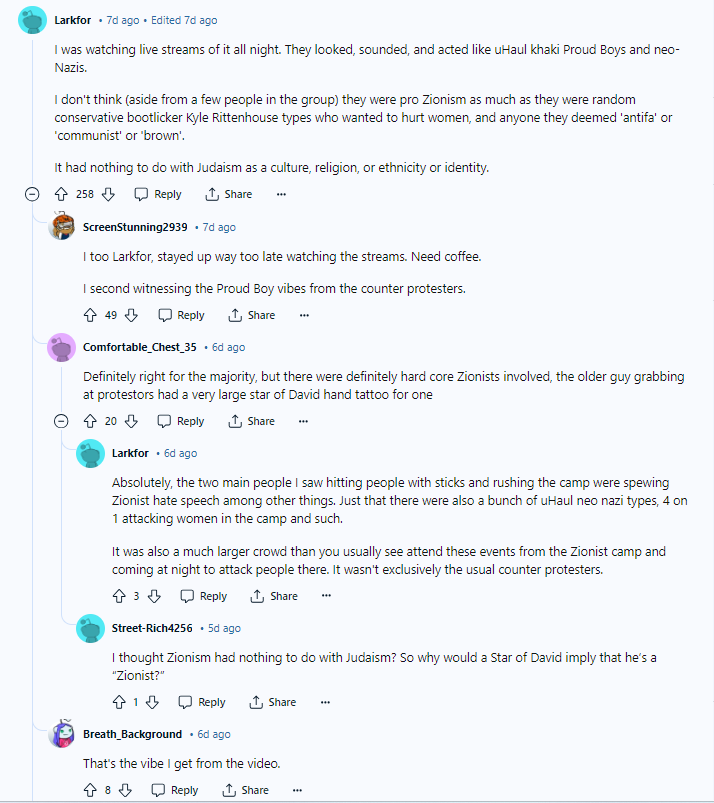 Larkfor • 7d ago • Edited 7d ago
I was watching live streams of it all night. They looked, sounded, and acted like uHaul khaki Proud Boys and neo-
Nazis.
I don't think (aside from a few people in the group) they were pro Zionism as much as they were random
conservative bootlicker Kyle Rittenhouse types who wanted to hurt women, and anyone they deemed 'antifa' or
'communist' or 'brown'.
It had nothing to do with Judaism as a culture, religion, or ethnicity or identity.
258 Reply Share ...
ScreenStunning2939 • 7d ago
I too Larkfor, stayed up way too late watching the streams. Need coffee.
I second witnessing the Proud Boy vibes from the counter protesters.
49 Reply Share ...
Comfortable_Chest_35 • 6d ago
Definitely right for the majority, but there were definitely hard core Zionists involved, the older guy grabbing
at protestors had a very large star of David hand tattoo for one
20 Reply Share ...
Larkfor • 6d ago
Absolutely, the two main people I saw hitting people with sticks and rushing the camp were spewing
Zionist hate speech among other things. Just that there were also a bunch of uHaul neo nazi types, 4 on
1 attacking women in the camp and such.
It was also a much larger crowd than you usually see attend these events from the Zionist camp and
coming at night to attack people there. It wasn't exclusively the usual counter protesters.
3 Reply Share ...
Street-Rich4256 • 5d ago
I thought Zionism had nothing to do with Judaism? So why would a Star of David imply that he's a
"Zionist?"
1 Reply Share ...
Breath_Background • 6d ago
That's the vibe I get from the video.
8 Reply Share ...